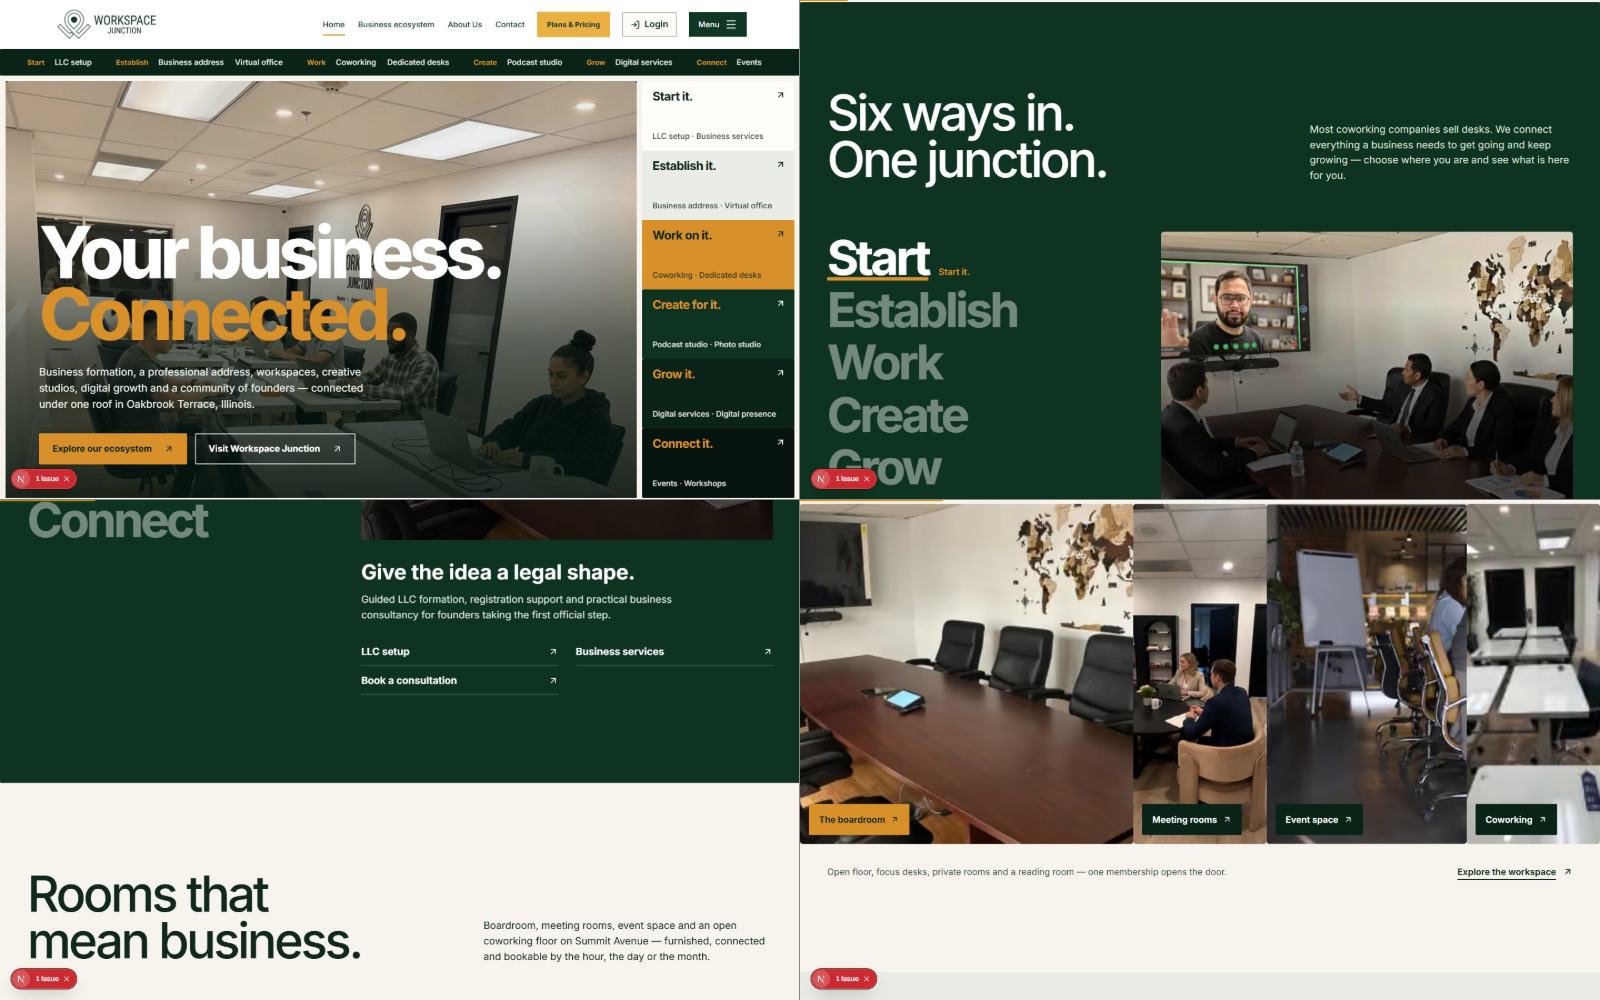 WORKSPACE
JUNCTION
Home
Business ecosystem
About Us
Contact
Plans & Pricing
Login
Menu
Start
LLC setup
Establish
Business address
Virtual office
Work
Coworking
Dedicated desks
Create
Podcast studio
Grow
Digital services
Connect
Events
Your business.
Connected.
Business formation, a professional address, workspaces, creative
studios, digital growth and a community of founders — connected
under one roof in Oakbrook Terrace, Illinois.
Explore our ecosystem
Visit Workspace Junction
N
1 Issue
Start it.
LLC setup · Business services
Establish it.
Business address · Virtual office
Work on it.
Coworking · Dedicated desks
Create for it.
Podcast studio · Photo studio
Grow it.
Digital services · Digital presence
Connect it.
Events · Workshops
Six ways in.
One junction.
Most coworking companies sell desks. We connect
everything a business needs to get going and keep
growing — choose where you are and see what is here
for you.
Start
Start it.
Establish
Work
Create
Grow
N
1 Issue
Connect
Give the idea a legal shape.
Guided LLC formation, registration support and practical business
consultancy for founders taking the first official step.
LLC setup
Business services
Book a consultation
Rooms that
mean business.
Boardroom, meeting rooms, event space and an open
coworking floor on Summit Avenue — furnished, connected
and bookable by the hour, the day or the month.
N
1 Issue
The boardroom
Meeting rooms
Event space
Coworking
Open floor, focus desks, private rooms and a reading room — one membership opens the door.
Explore the workspace
N
1 Issue